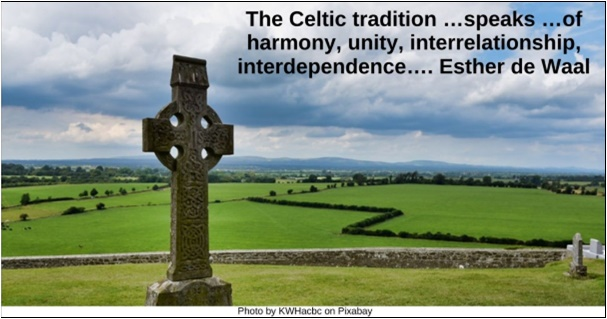 The Celtic tradition …speaks …of
harmony, unity, interrelationship,
interdependence…. Esther de Waal
Photo by KWHacbc on Pixabay